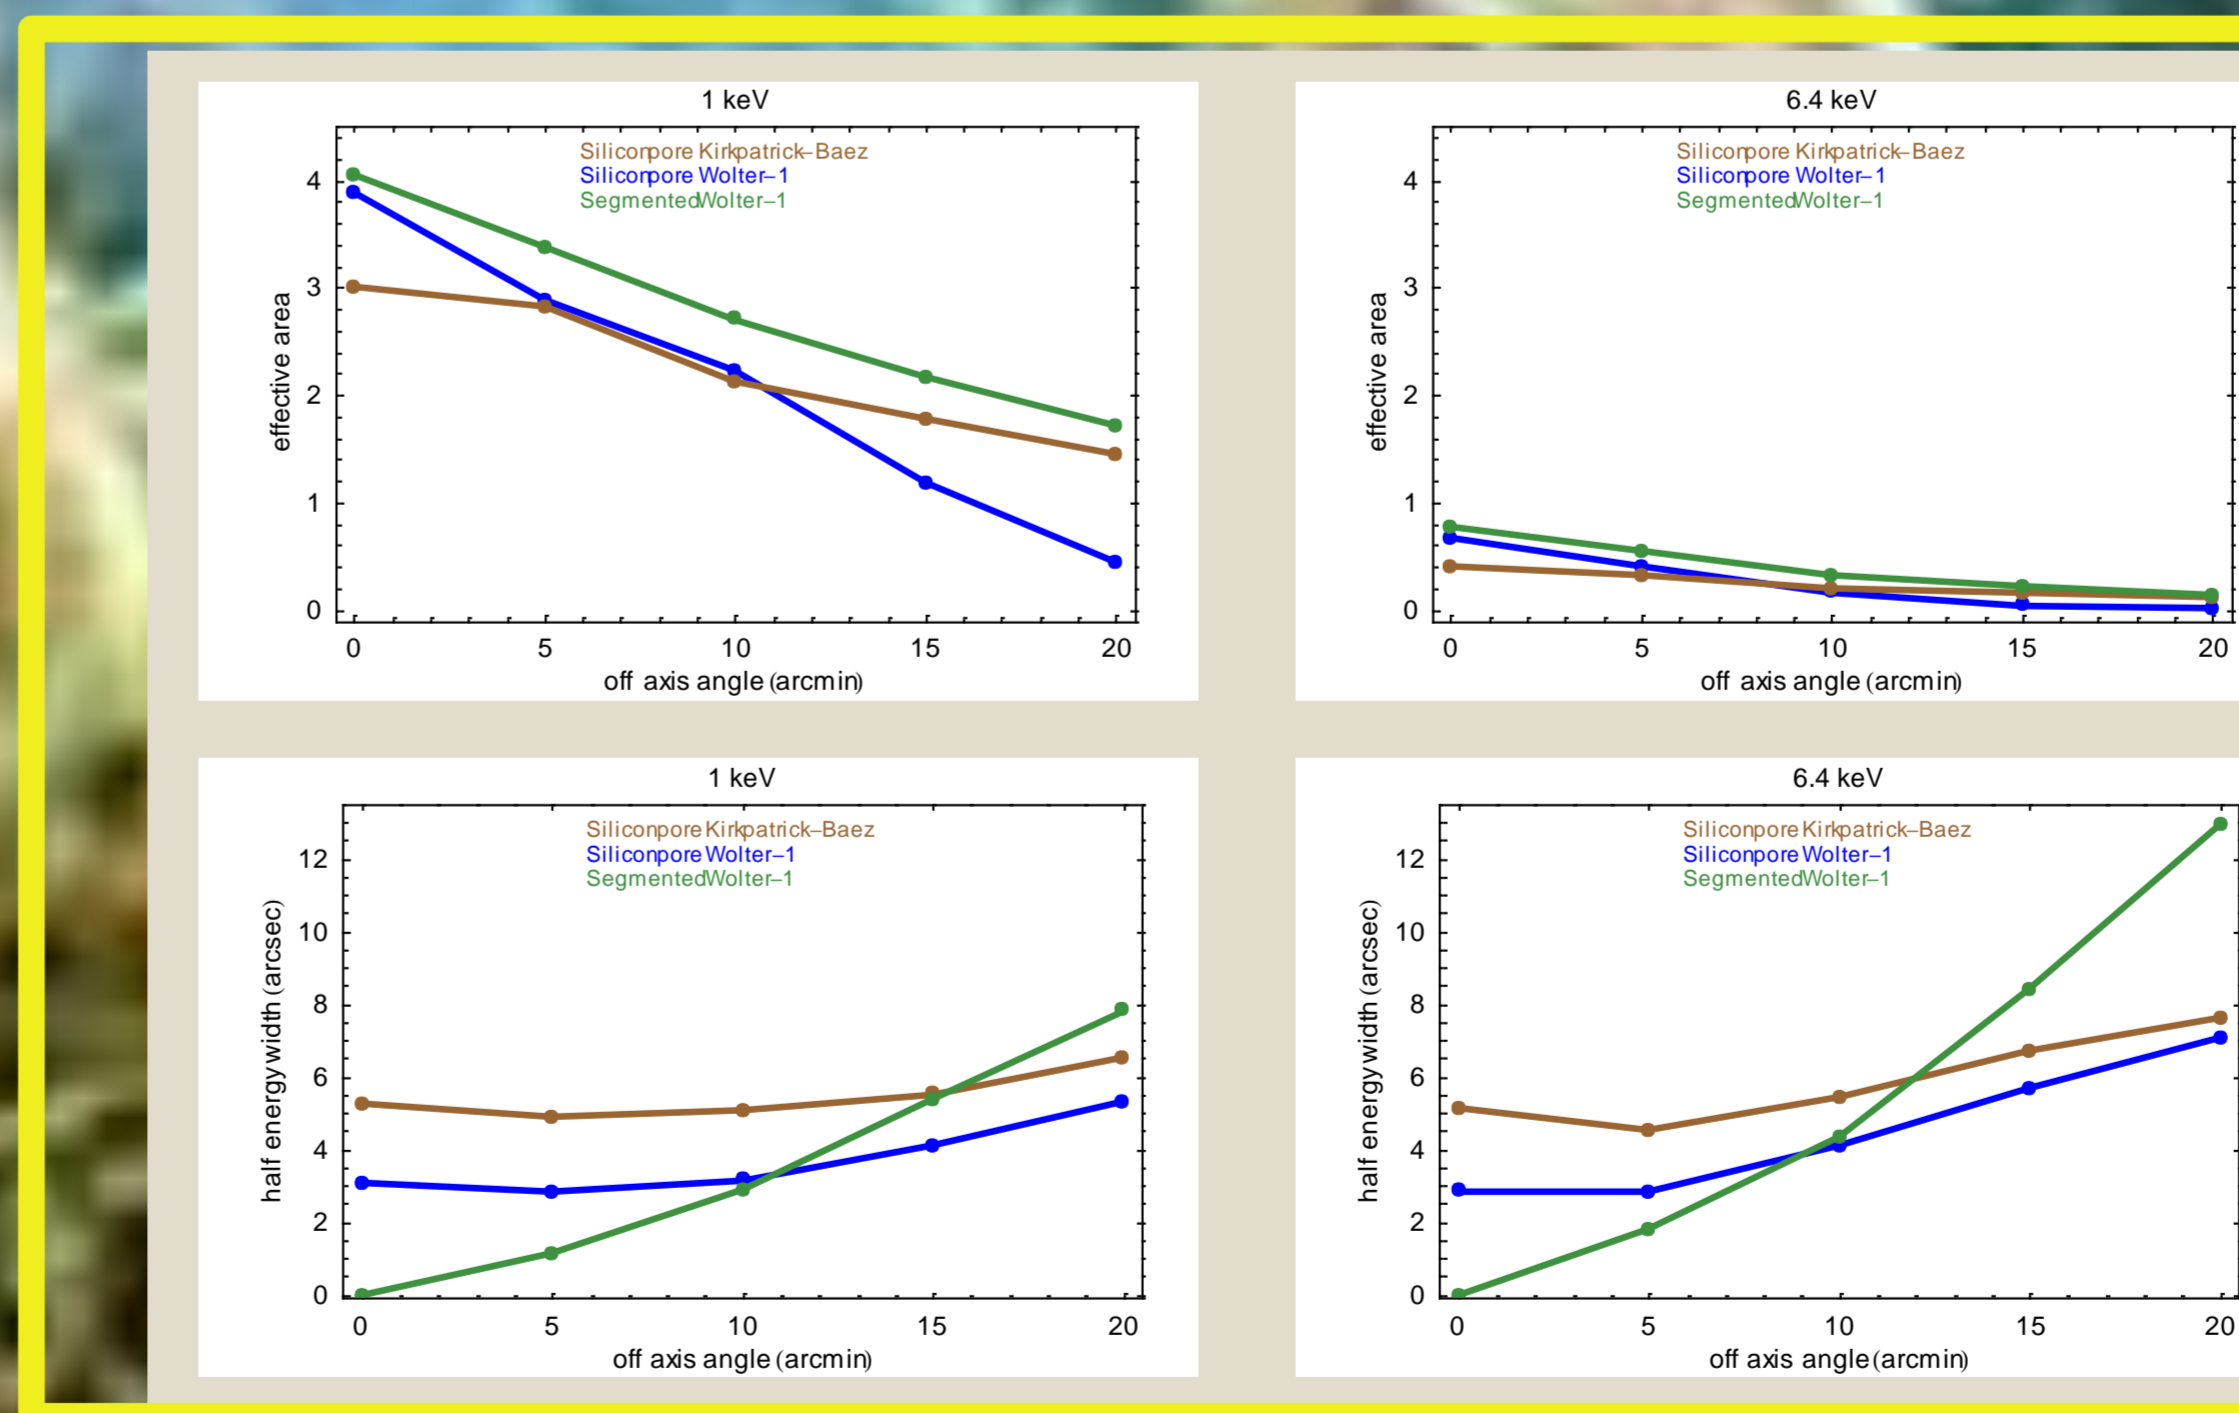 1 keV
Siliconpore Kirkpatrick–Baez
Siliconpore Wolter–1
SegmentedWolter–1
effective area
4
3
2
1
0
0 5 10 15 20
off axis angle (arcmin)
6.4 keV
Siliconpore Kirkpatrick–Baez
Siliconpore Wolter–1
SegmentedWolter–1
effective area
4
3
2
1
0
0 5 10 15 20
off axis angle (arcmin)
1 keV
Siliconpore Kirkpatrick–Baez
Siliconpore Wolter–1
SegmentedWolter–1
half energy width (arcsec)
12
10
8
6
4
2
0
0 5 10 15 20
off axis angle (arcmin)
6.4 keV
Siliconpore Kirkpatrick–Baez
Siliconpore Wolter–1
SegmentedWolter–1
half energy width (arcsec)
12
10
8
6
4
2
0
0 5 10 15 20
off axis angle (arcmin)